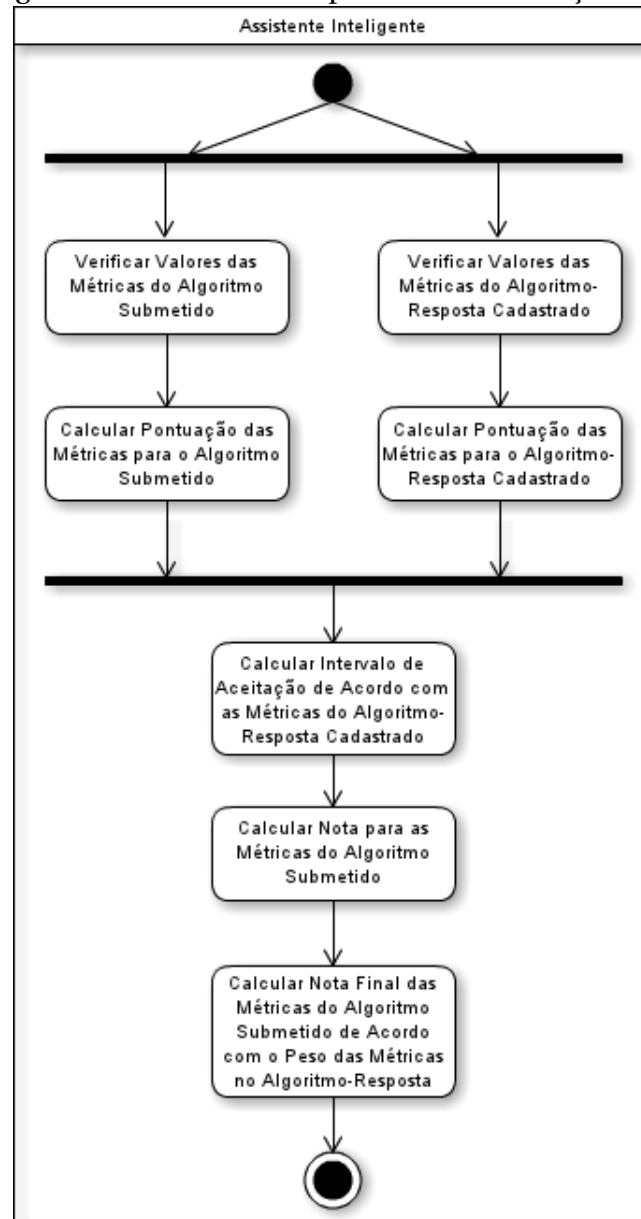 Assistente Inteligente
Verificar Valores das
Métricas do Algoritmo
Submetido
Verificar Valores das
Métricas do Algoritmo-
Resposta Cadastrado
Calcular Pontuação das
Métricas para o Algoritmo
Submetido
Calcular Pontuação das
Métricas para o Algoritmo-
Resposta Cadastrado
Calcular Intervalo de
Aceitação de Acordo com
as Métricas do Algoritmo-
Resposta Cadastrado
Calcular Nota para as
Métricas do Algoritmo
Submetido
Calcular Nota Final das
Métricas do Algoritmo
Submetido de Acordo
com o Peso das Métricas
no Algoritmo-Resposta